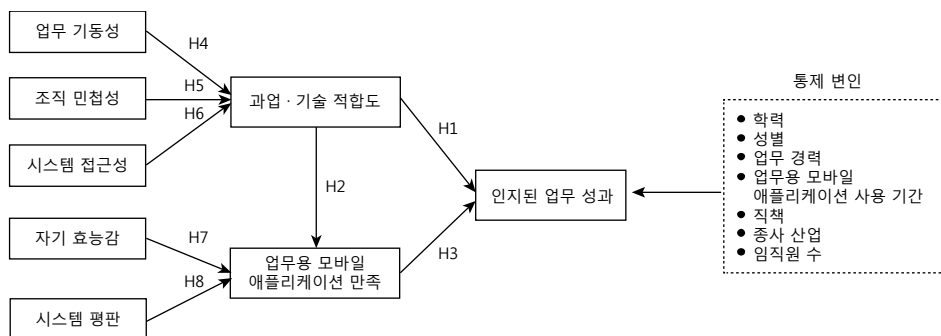 업무 기동성
H4
조직 민첩성
H5
H6
시스템 접근성
과업 · 기술 적합도
H1
H2
자기 효능감
H7
H8
시스템 평판
업무용 모바일
애플리케이션 만족
H3
인지된 업무 성과
통제 변인
● 학력
● 성별
● 업무 경력
● 업무용 모바일
애플리케이션 사용 기간
● 직책
● 종사 산업
● 임직원 수